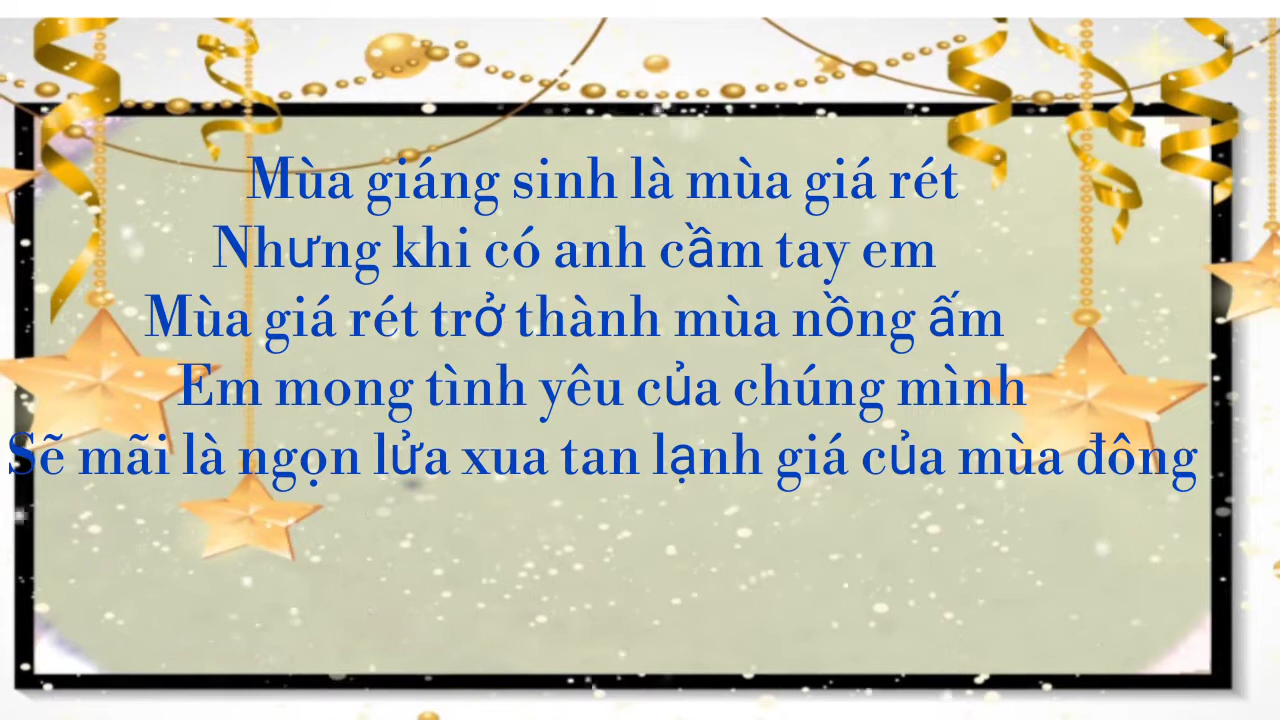 Mùa giáng sinh là mùa giá rét
Nhưng khi có anh cầm tay em
Mùa giá rét trở thành mùa nồng ấm
Em mong tình yêu của chúng mình
Sẽ mãi là ngọn lửa xua tan lạnh giá của mùa đông